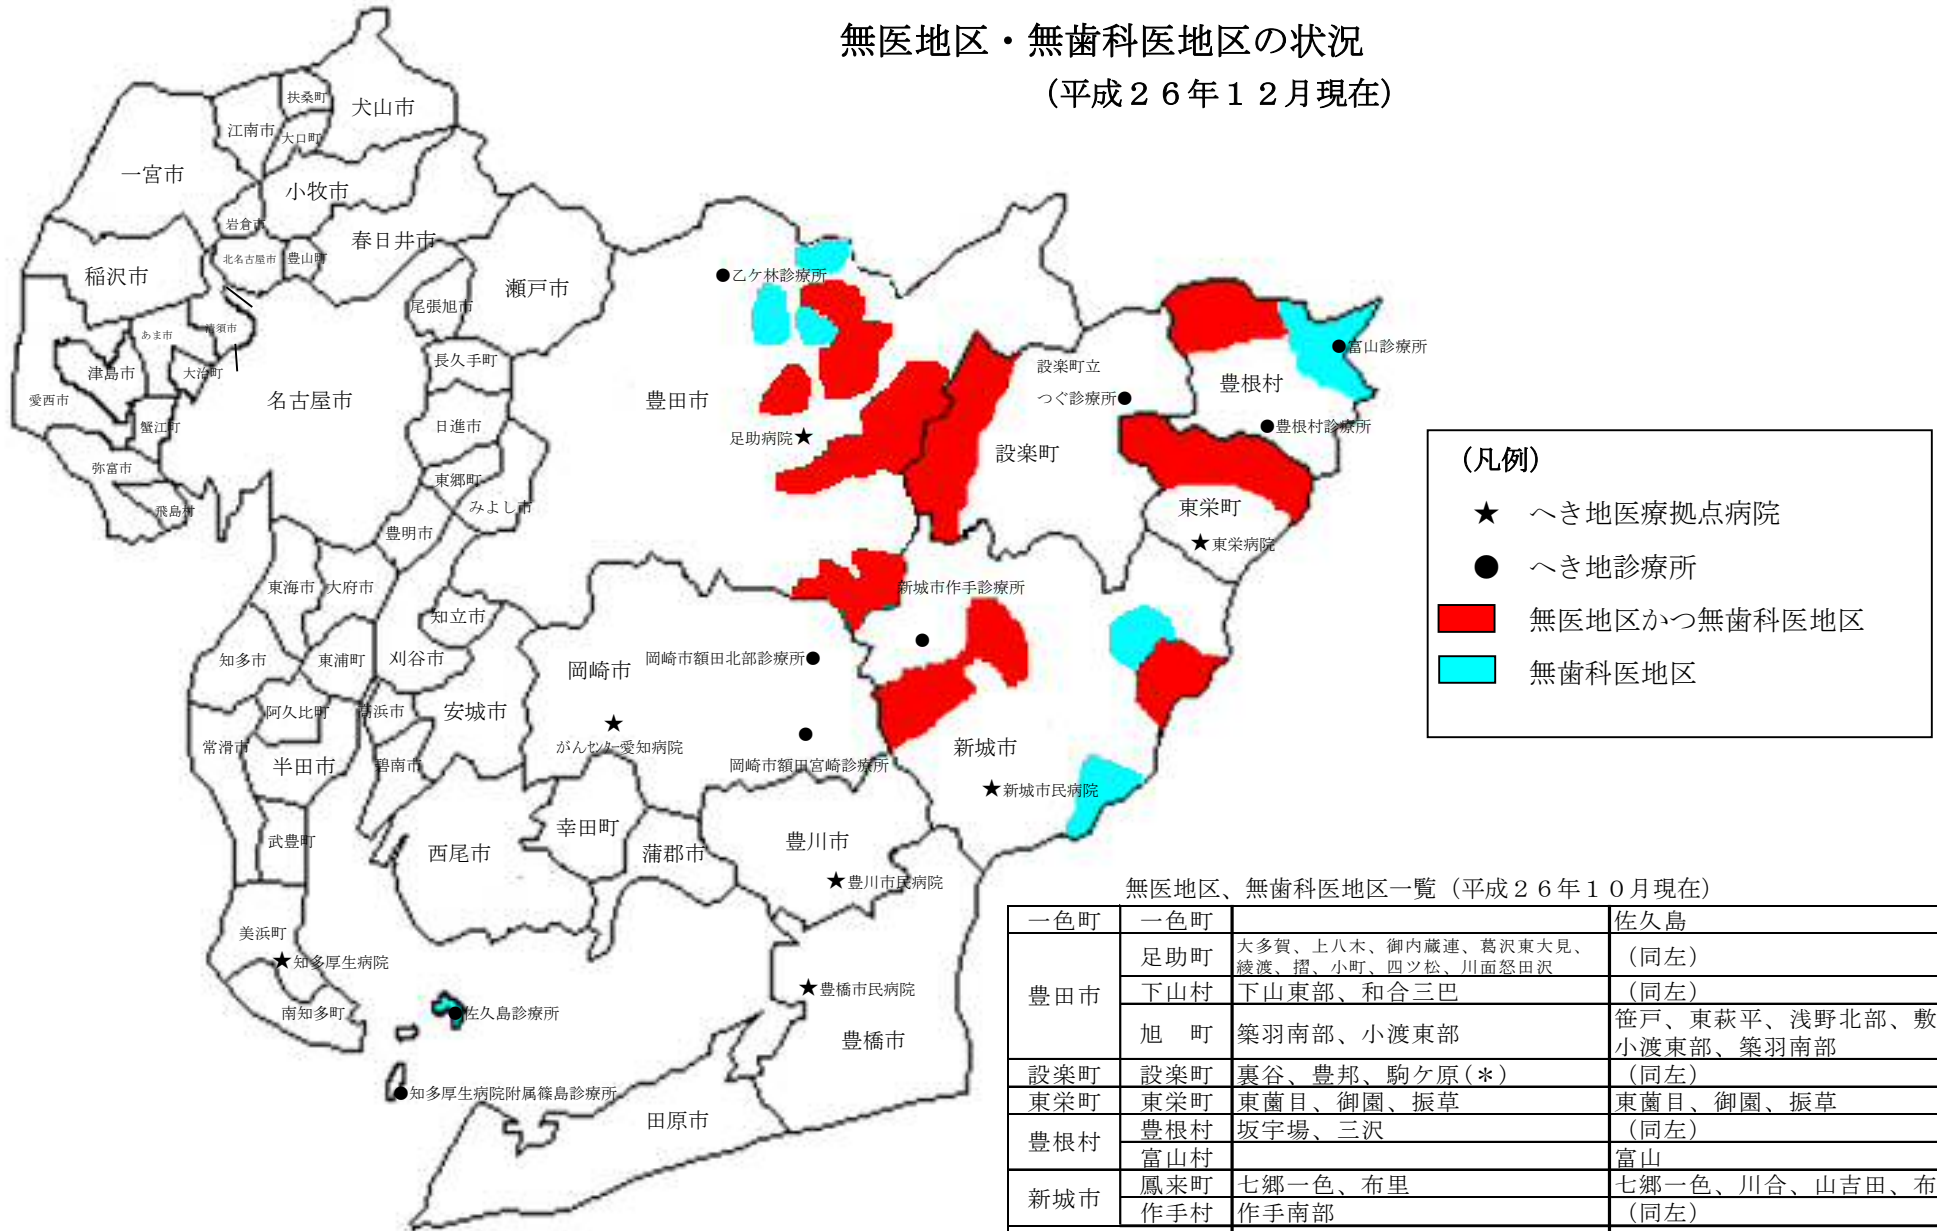 無医地区・無歯科医地区の状況
（平成２６年１２月現在）
扶桑町
犬山市
江南市
大口町
一宮市
小牧市
岩倉市
春日井市
北名古屋市
豊山町
稲沢市
瀬戸市
尾張旭市
乙ケ林診療所
あま市
清須市
長久手町
津島市
大治町
愛西市
名古屋市
豊田市
設楽町立
つぐ診療所
富山診療所
豊根村
豊根村診療所
蟹江町
日進市
足助病院
設楽町
弥富市
東郷町
飛島村
みよし市
豊明市
東栄町
東栄病院
（凡例）
★ へき地医療拠点病院
● へき地診療所
無医地区かつ無歯科医地区
無歯科医地区
東海市
大府市
知立市
新城市作手診療所
知多市
東浦町
刈谷市
岡崎市
岡崎市額田北部診療所
阿久比町
高浜市
安城市
常滑市
半田市
碧南市
がんセンター愛知病院
岡崎市額田宮崎診療所
新城市
新城市民病院
武豊町
西尾市
幸田町
蒲郡市
豊川市
豊川市民病院
美浜町
知多厚生病院
南知多町
佐久島診療所
豊橋市民病院
豊橋市
知多厚生病院附属篠島診療所
田原市
無医地区、無歯科医地区一覧（平成２６年１０月現在）
一色町 一色町 佐久島
豊田市 足助町 大多賀、上八木、御内蔵連、葛沢東大見、
綾渡、摺、小町、四ツ松、川面怒田沢 （同左）
下山村 下山東部、和合三巴 （同左）
旭　町 築羽南部、小渡東部 笹戸、東萩平、浅野北部、敷
小渡東部、築羽南部
設楽町 設楽町 裏谷、豊邦、駒ケ原(＊) （同左）
東栄町 東栄町 東薗目、御園、振草 東薗目、御園、振草
豊根村 豊根村 坂宇場、三沢 （同左）
富山村 富山
新城市 鳳来町 七郷一色、布里 七郷一色、川合、山吉田、布
作手村 作手南部 （同左）